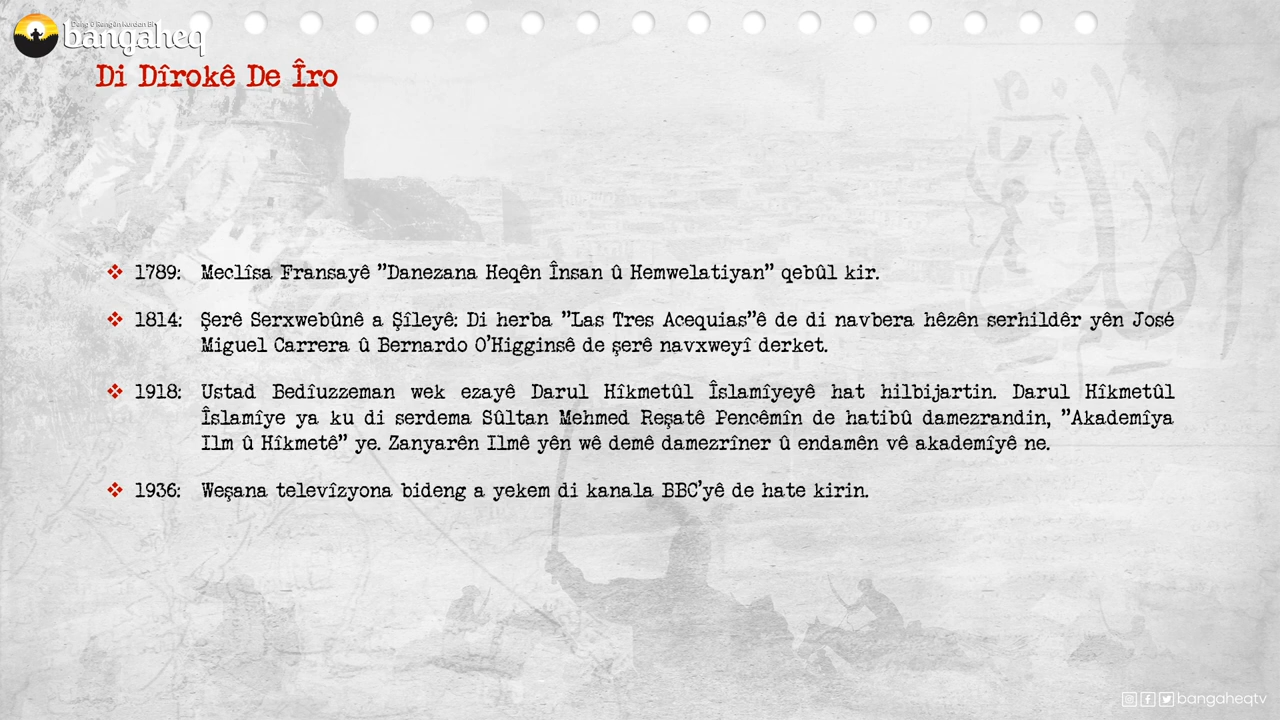 Deng û Rengên Kurdan Bi
bangaheq
Di Dîrokê De Îro
❖ 1789: Meclîsa Fransayê "Danezana Heqên Însan û Hemwelatiyan" qebûl kir.
❖ 1814: Şerê Serxwebûnê a Şîleyê: Di herba "Las Tres Acequias"ê de di navbera hêzên serhildêr yên José
Miguel Carrera û Bernardo O'Higginsê de şerê navxweyî derket.
❖ 1918: Ustad Bedîuzzeman wek ezayê Darul Hîkmetûl Îslamîyeyê hat hilbijartin. Darul Hîkmetûl
Îslamîye ya ku di serdema Sûltan Mehmed Reşatê Pencêmîn de hatibû damezrandin, "Akademîya
Ilm û Hîkmetê" ye. Zanyarên Ilmê yên wê demê damezrîner û endamên vê akademîyê ne.
❖ 1936: Weşana televîzyona bideng a yekem di kanala BBC'yê de hate kirin.
bangaheqtv